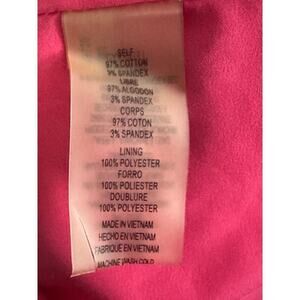 SELF
97% COTTON
3% SPANDEX
LIBRE
97% ALGODON
3% SPANDEX
CORPS
97% COTON
3% SPANDEX
LINING
100% POLYESTER
FORRO
100% POLIESTER
DOUBLURE
100% POLYESTER
MADE IN VIETNAM
HECHO EN VIETNAM
FABRIQUE EN VIETNAM
MACHINE WASH COLD